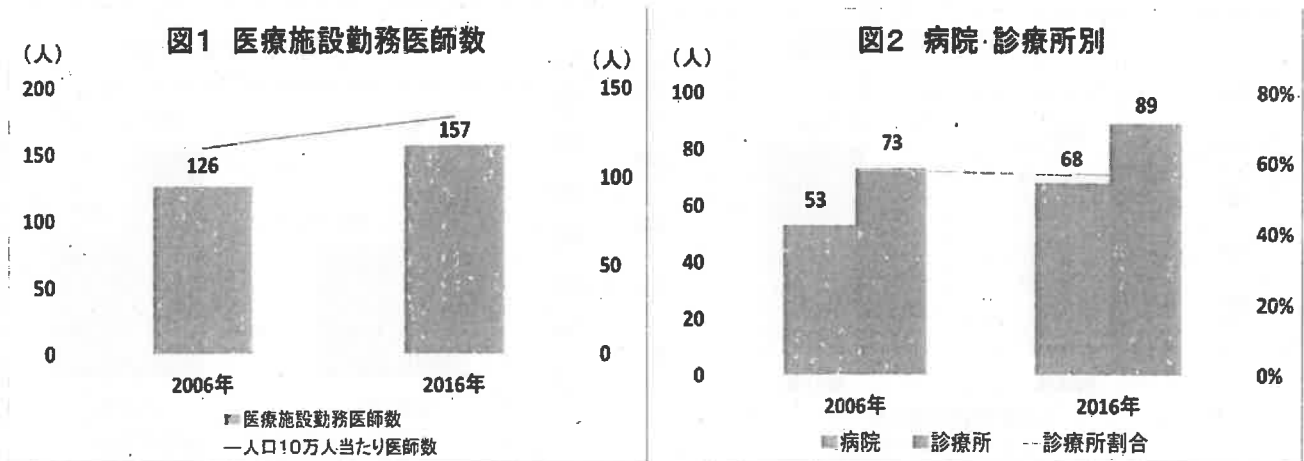 図1 医療施設勤務医師数
(人)
(人)
200
150
100
50
0
150
100
50
0
126
157
2006年
2016年
医療施設勤務医師数
人口10万人当たり医師数
図2 病院・診療所別
(人)
100
80
60
40
20
0
80%
60%
40%
20%
0%
53
73
68
89
2006年
2016年
病院 診療所 診療所割合